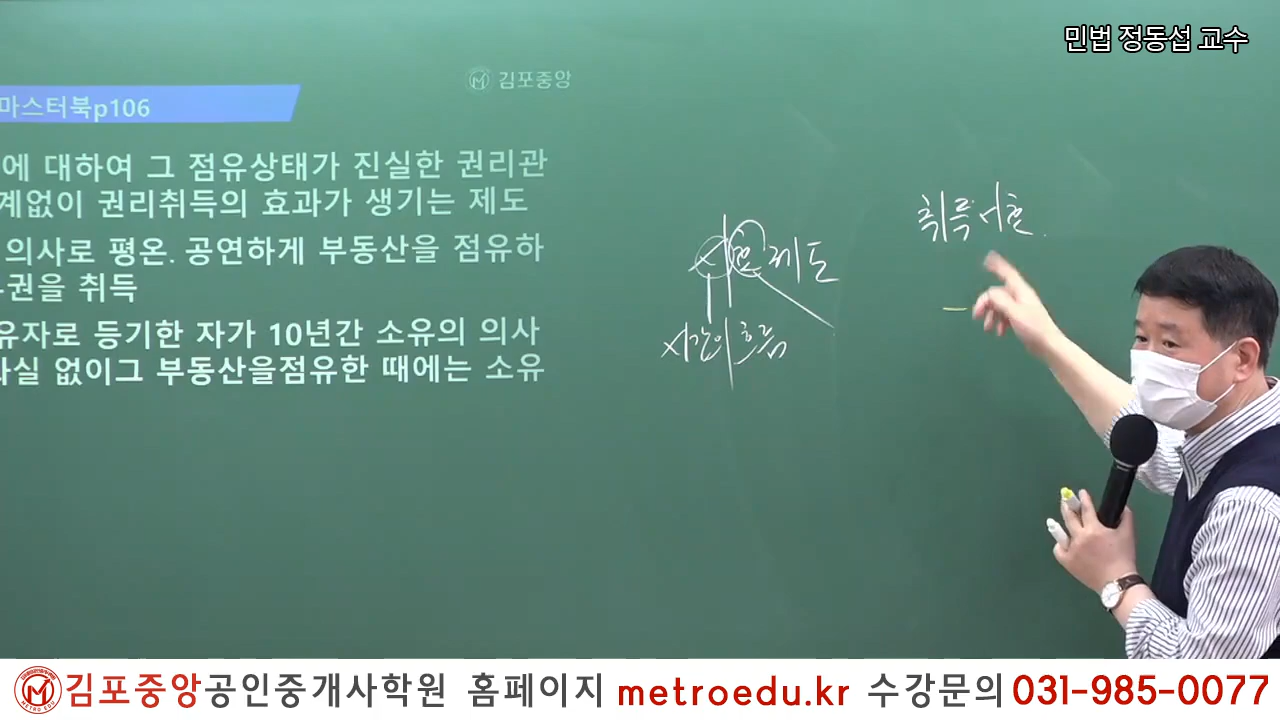 민법 정동섭 교수
김포중앙
마스터북p106
에 대하여 그 점유상태가 진실한 권리관
계없이 권리취득의 효과가 생기는 제도
의사로 평온. 공연하게 부동산을 점유하
권을 취득
유자로 등기한 자가 10년간 소유의 의사
과실 없이그 부동산을점유한 때에는 소유
시효제도
시간의 흐름
취득시효.
METRO EDU
김포중앙공인중개사학원 홈페이지 metroedu.kr 수강문의 031-985-0077